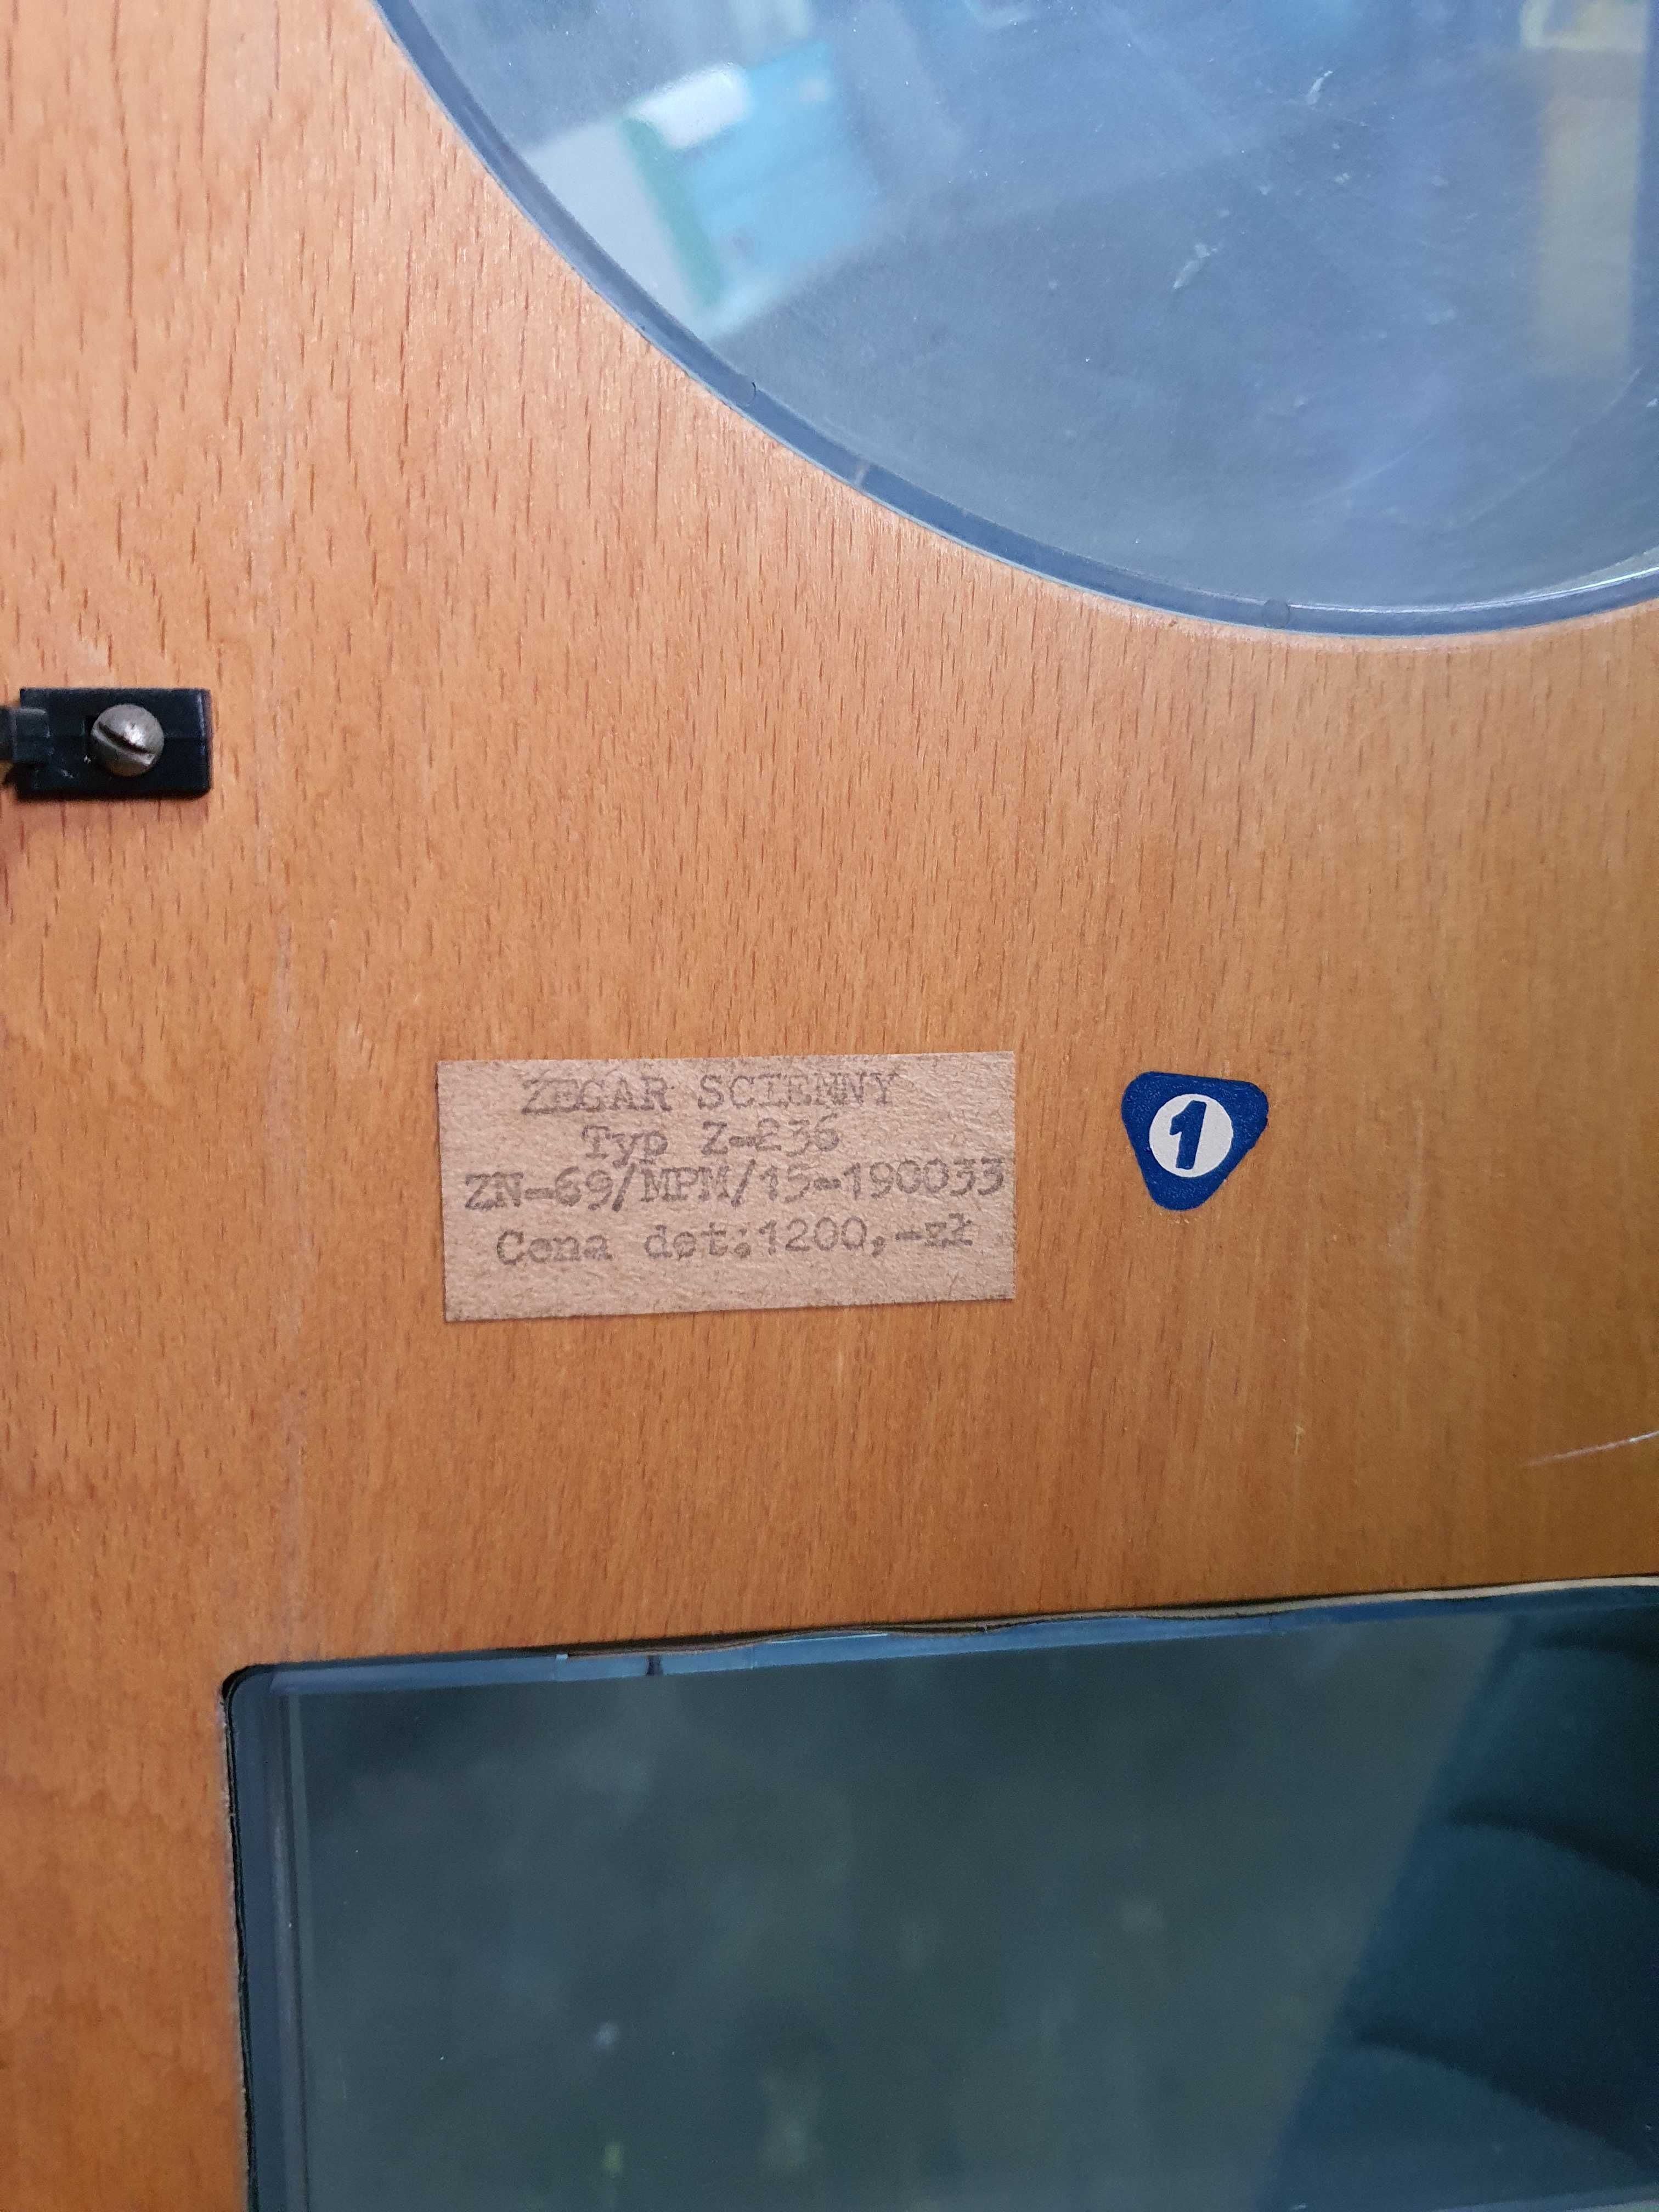 ZEGAR SCIENNY
Typ Z-236
ZN-69/MPM/15-190033
Cena det:1200,-zł
1